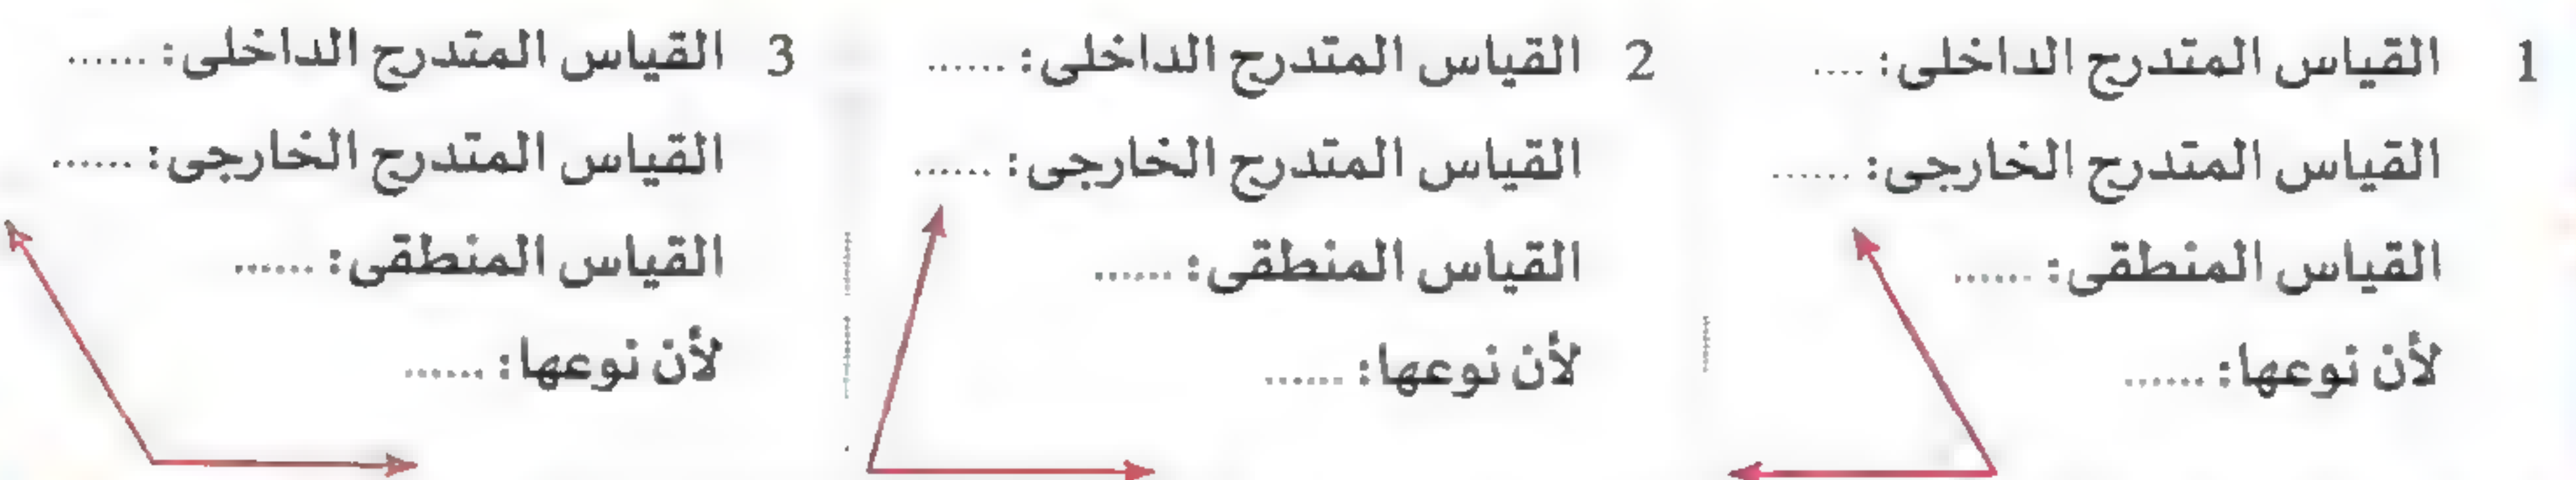 1 القياس المتدرج الداخلى: ....
القياس المتدرج الخارجى: ......
القياس المنطقى: ......
لأن نوعها: ......
2 القياس المتدرج الداخلى: ......
القياس المتدرج الخارجى: ......
القياس المنطقى: ......
لأن نوعها: ......
3 القياس المتدرج الداخلى: ......
القياس المتدرج الخارجى: ......
القياس المنطقى: ......
لأن نوعها: ......